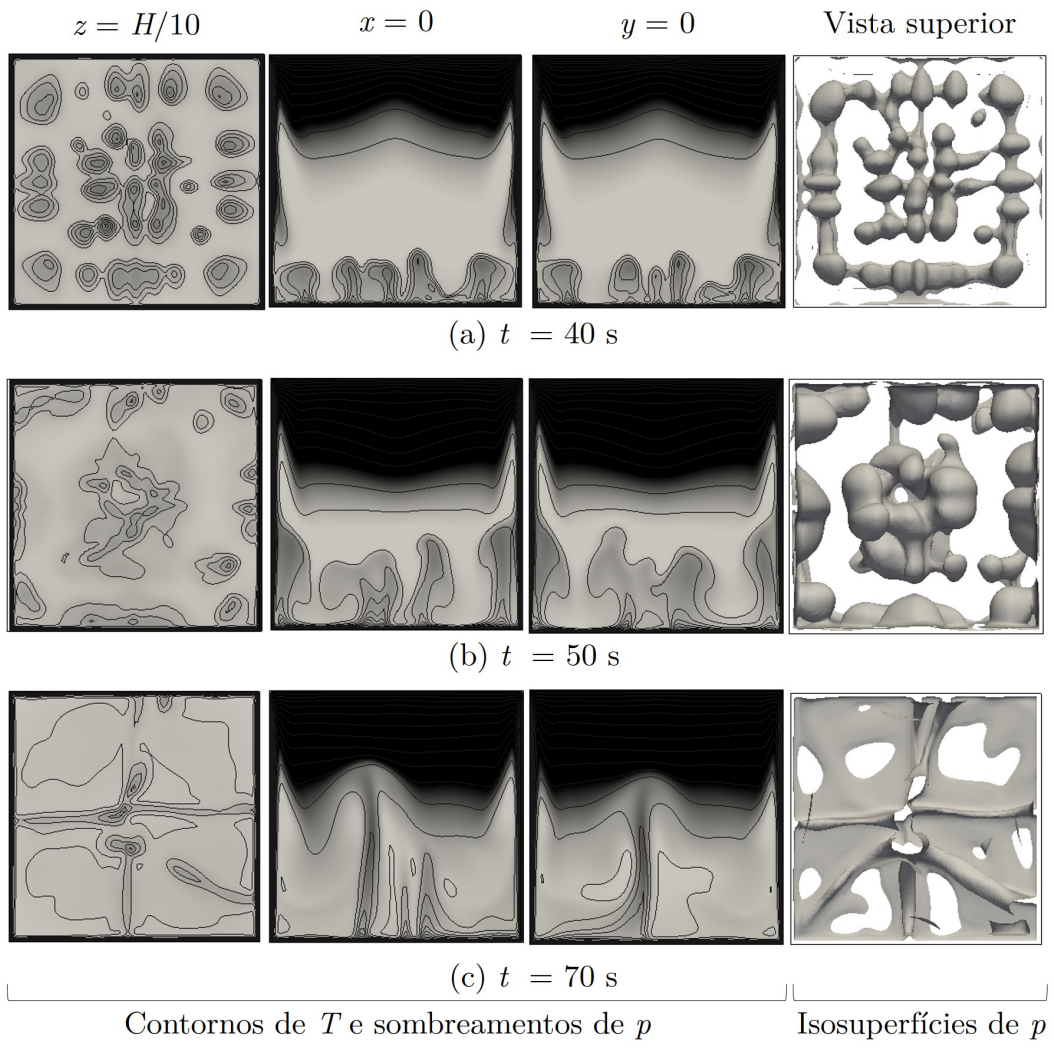 z = H/10 x = 0 y = 0 Vista superior
(a) t = 40 s
(b) t = 50 s
(c) t = 70 s
Contornos de T e sombreamentos de p Isosuperfícies de p